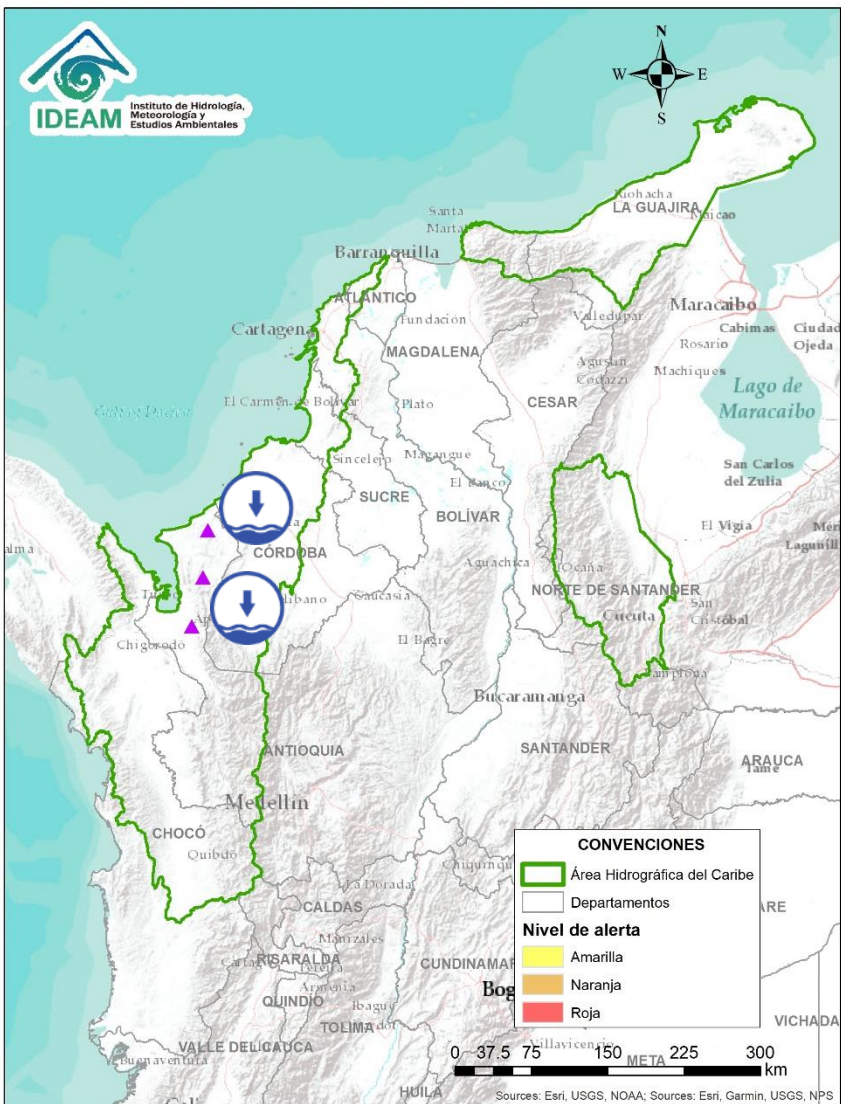 IDEAM
Instituto de Hidrología,
Meteorología y
Estudios Ambientales
N
W
E
S
Riohacha
LA GUAJIRA
Maicao
Santa
Marta
Barranquilla
ATLÁNTICO
Maracaibo
Cabimas
Ciudad
Ojeda
Rosario
Machiques
Lago de
Maracaibo
Cartagena
Fundación
Valledupar
MAGDALENA
Agustín
Codazzi
CESAR
El Carmen de Bolívar
Plato
Sincelejo
Magangué
San Carlos
del Zulia
SUCRE
El Banco
BOLÍVAR
El Vigía
CÓRDOBA
Aguachica
Ocaña
NORTE DE SANTANDER
Caucasia
San
Cristóbal
Cúcuta
El Bagre
Chigorodó
Pamplona
Bucaramanga
ANTIOQUIA
SANTANDER
ARAUCA
Tame
Medellín
CHOCÓ
Quibdó
La Dorada
CALDAS
Manizales
RISARALDA
Pereira
CUNDINAMAR
Armenia
QUINDÍO
Ibagué
Bog
TOLIMA
VICHADA
VALLE DEL CAUCA
Villavicencio
META
Buenaventura
HUILA
CONVENCIONES
Área Hidrográfica del Caribe
Departamentos
Nivel de alerta
Amarilla
Naranja
Roja
0 37.5 75 150 225 300
km
Sources: Esri, USGS, NOAA; Sources: Esri, Garmin, USGS, NPS